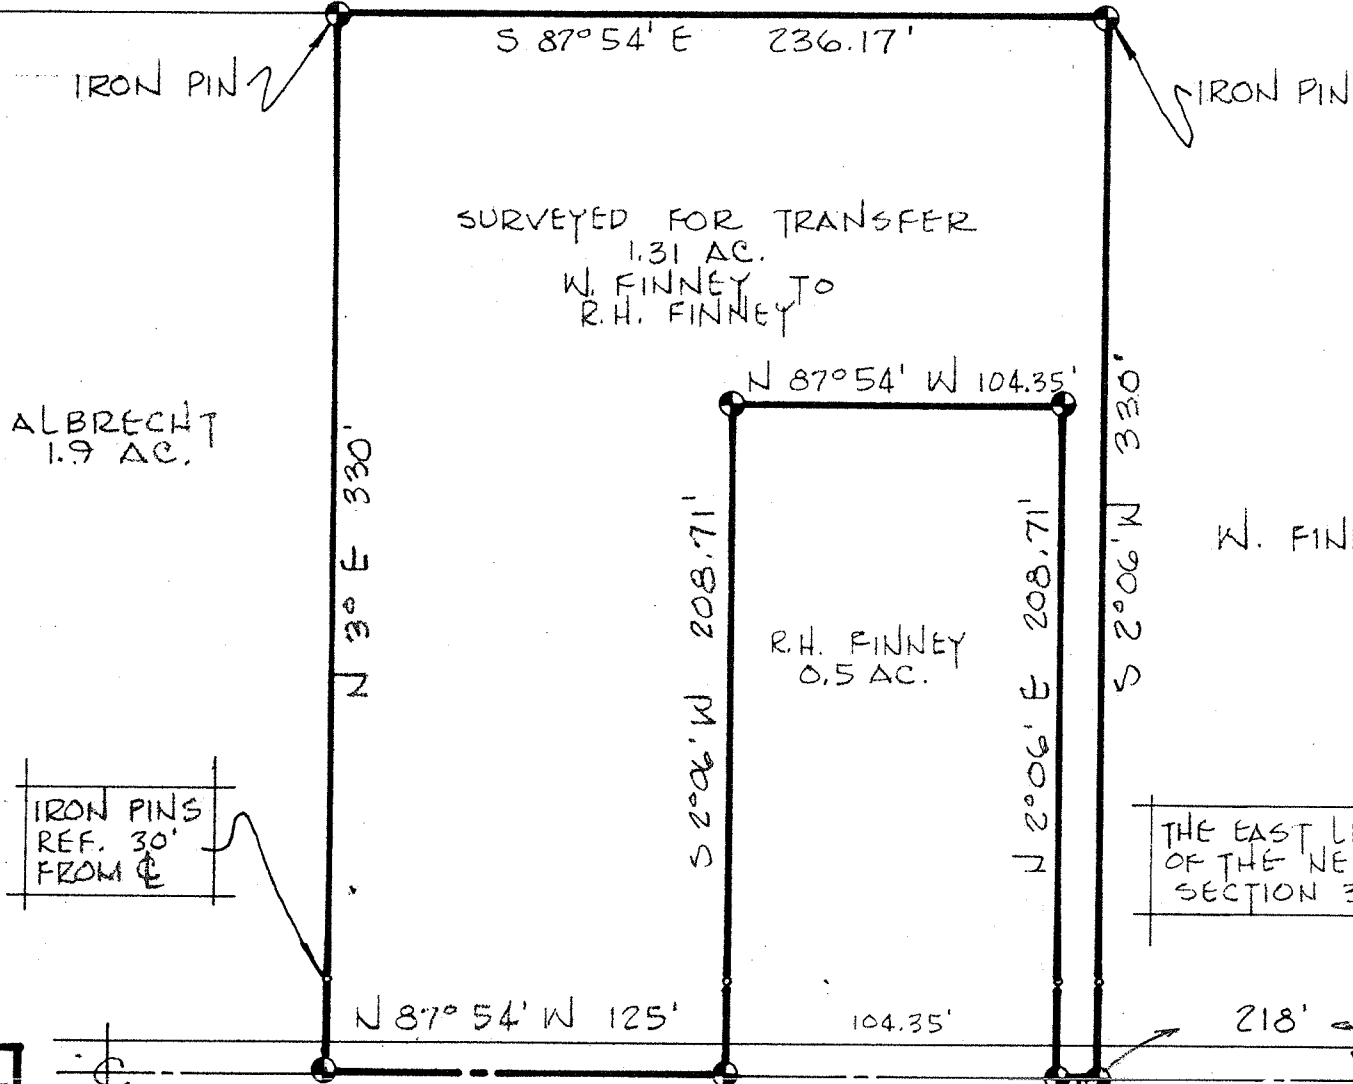 S 87° 54' E 236.17'
IRON PIN
IRON PIN
SURVEYED FOR TRANSFER
1.31 AC.
W. FINNEY TO
R.H. FINNEY
N 87° 54' W 104.35'
ALBRECHT
1.9 AC.
N 3° E 330'
S 2°06' W 208.71'
N 2°06' E 208.71'
S 2°06' W 330'
W. FIN
R.H. FINNEY
0.5 AC.
IRON PINS
REF. 30'
FROM ℄
THE EAST LI
OF THE NE
SECTION 3
N 87° 54' W 125'
104.35'
218'
℄